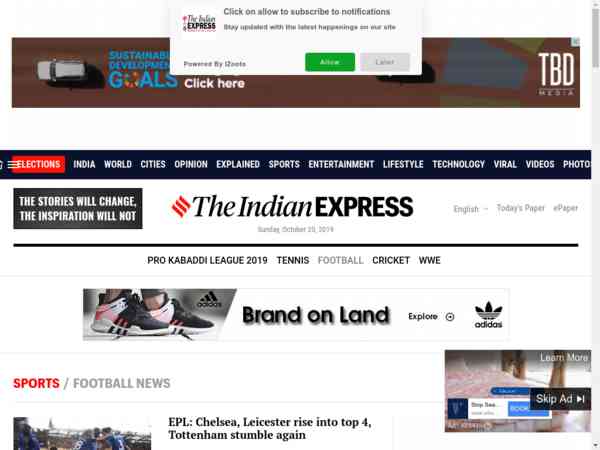 Click on allow to subscribe to notifications
The Indian EXPRESS
Stay updated with the latest happenings on our site
Powered By iZooto
Allow
Later
SUSTAINABLE DEVELOPMENT GOALS
Click here
TBD MEDIA
ELECTIONS INDIA WORLD CITIES OPINION EXPLAINED SPORTS ENTERTAINMENT LIFESTYLE TECHNOLOGY VIRAL VIDEOS PHOTOS
THE STORIES WILL CHANGE,
THE INSPIRATION WILL NOT
The Indian EXPRESS
Sunday, October 20, 2019
English Today's Paper ePaper
PRO KABADDI LEAGUE 2019 TENNIS FOOTBALL CRICKET WWE
adidas
Brand on Land
Explore
adidas
Learn More
Skip Ad
Stop Sea...
BOOK
SPORTS / FOOTBALL NEWS
EPL: Chelsea, Leicester rise into top 4,
Tottenham stumble again